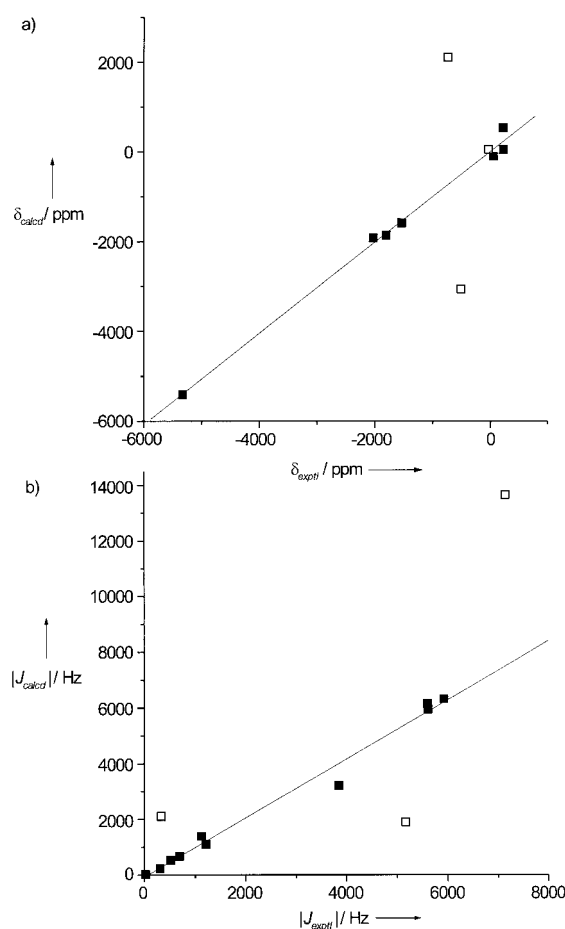 a)
2000
0
δcalcd / ppm
-2000
-4000
-6000
-6000 -4000 -2000 0
δexptl / ppm
b)
14000
12000
10000
8000
|Jcalcd| / Hz
6000
4000
2000
0
0 2000 4000 6000 8000
|Jexptl| / Hz